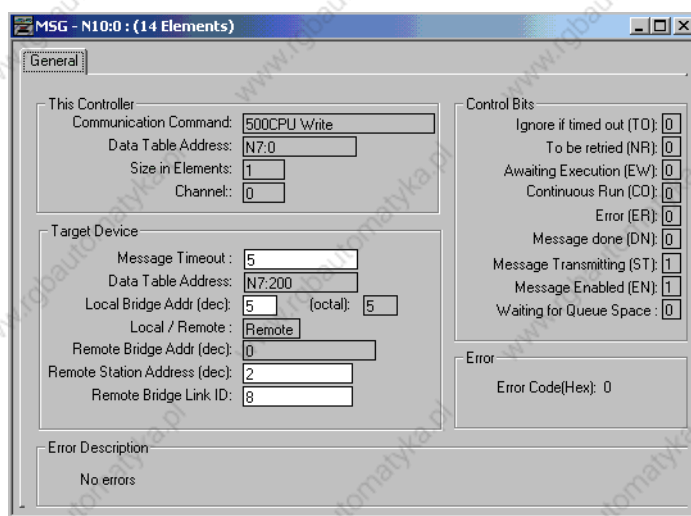 MSG - N10:0 : (14 Elements)
General
This Controller
Communication Command: 500CPU Write
Data Table Address: N7:0
Size in Elements: 1
Channel:: 0
Target Device
Message Timeout : 5
Data Table Address: N7:200
Local Bridge Addr (dec): 5 (octal): 5
Local / Remote : Remote
Remote Bridge Addr (dec): 0
Remote Station Address (dec): 2
Remote Bridge Link ID: 8
Control Bits
Ignore if timed out (TO): 0
To be retried (NR): 0
Awaiting Execution (EW): 0
Continuous Run (CO): 0
Error (ER): 0
Message done (DN): 0
Message Transmitting (ST): 1
Message Enabled (EN): 1
Waiting for Queue Space : 0
Error
Error Code(Hex): 0
Error Description
No errors
www.rgbautomatyka.pl